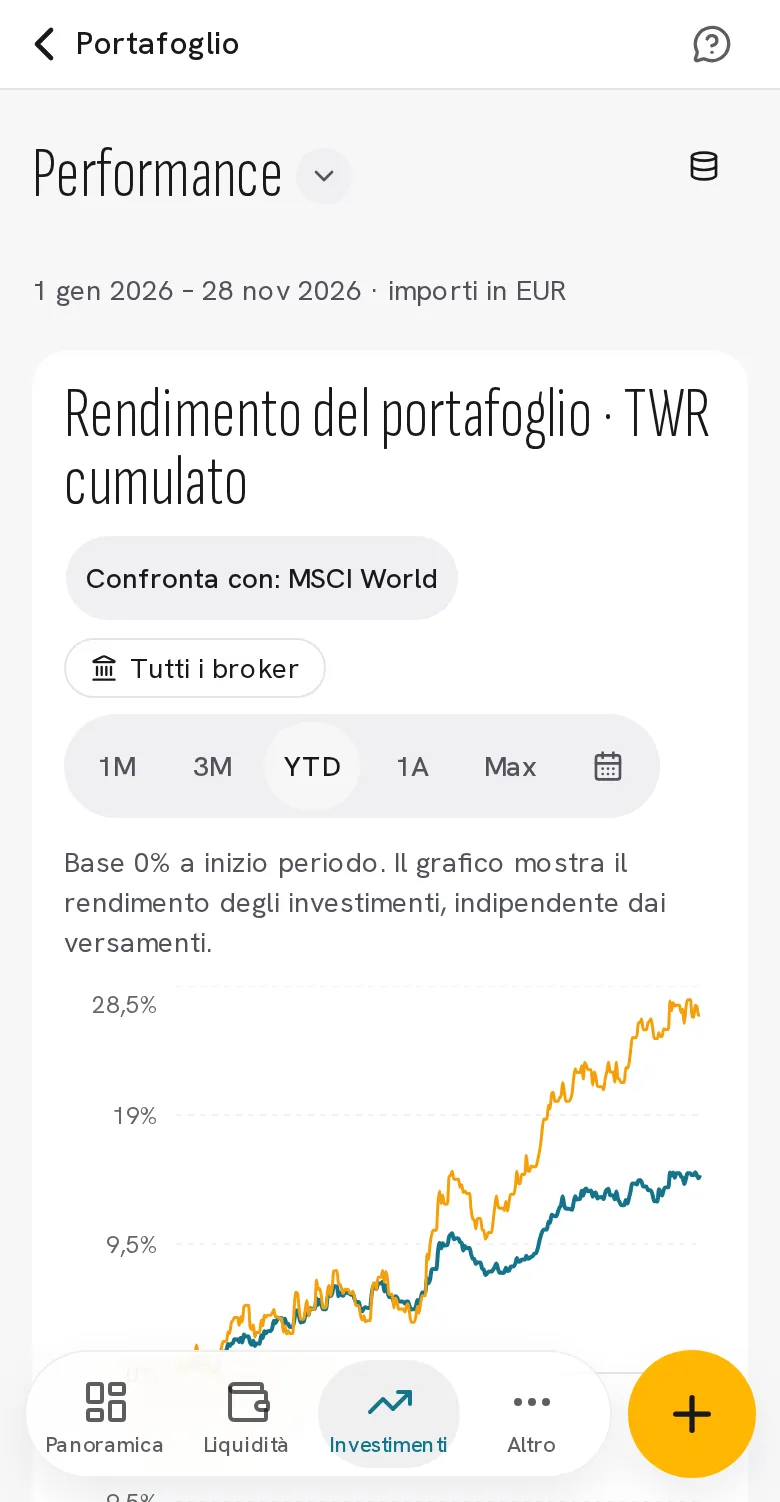 Portafoglio
Performance
1 gen 2026 – 28 nov 2026 · importi in EUR
Rendimento del portafoglio · TWR
cumulato
Confronta con: MSCI World
Tutti i broker
1M 3M YTD 1A Max
Base 0% a inizio periodo. Il grafico mostra il
rendimento degli investimenti, indipendente dai
versamenti.
28,5%
19%
9,5%
Panoramica Liquidità Investimenti Altro